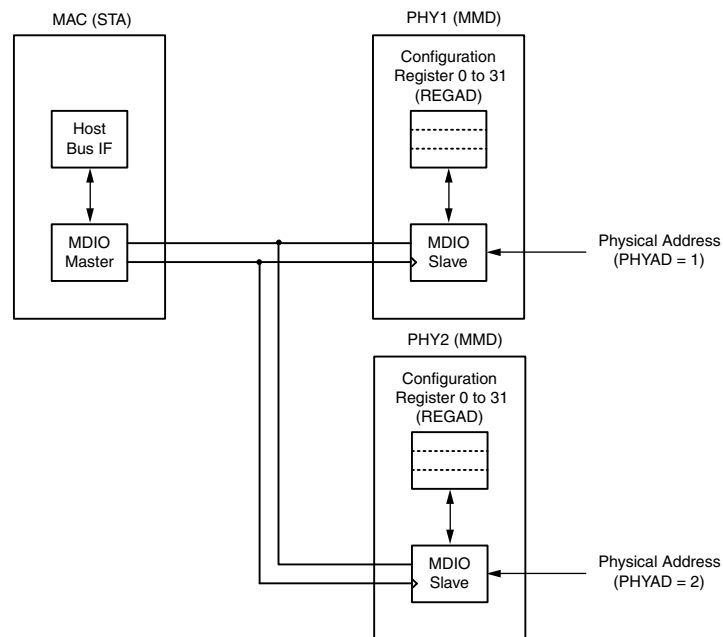 MAC (STA)
Host
Bus IF
MDIO
Master
PHY1 (MMD)
Configuration
Register 0 to 31
(REGAD)
MDIO
Slave
Physical Address
(PHYAD = 1)
PHY2 (MMD)
Configuration
Register 0 to 31
(REGAD)
MDIO
Slave
Physical Address
(PHYAD = 2)